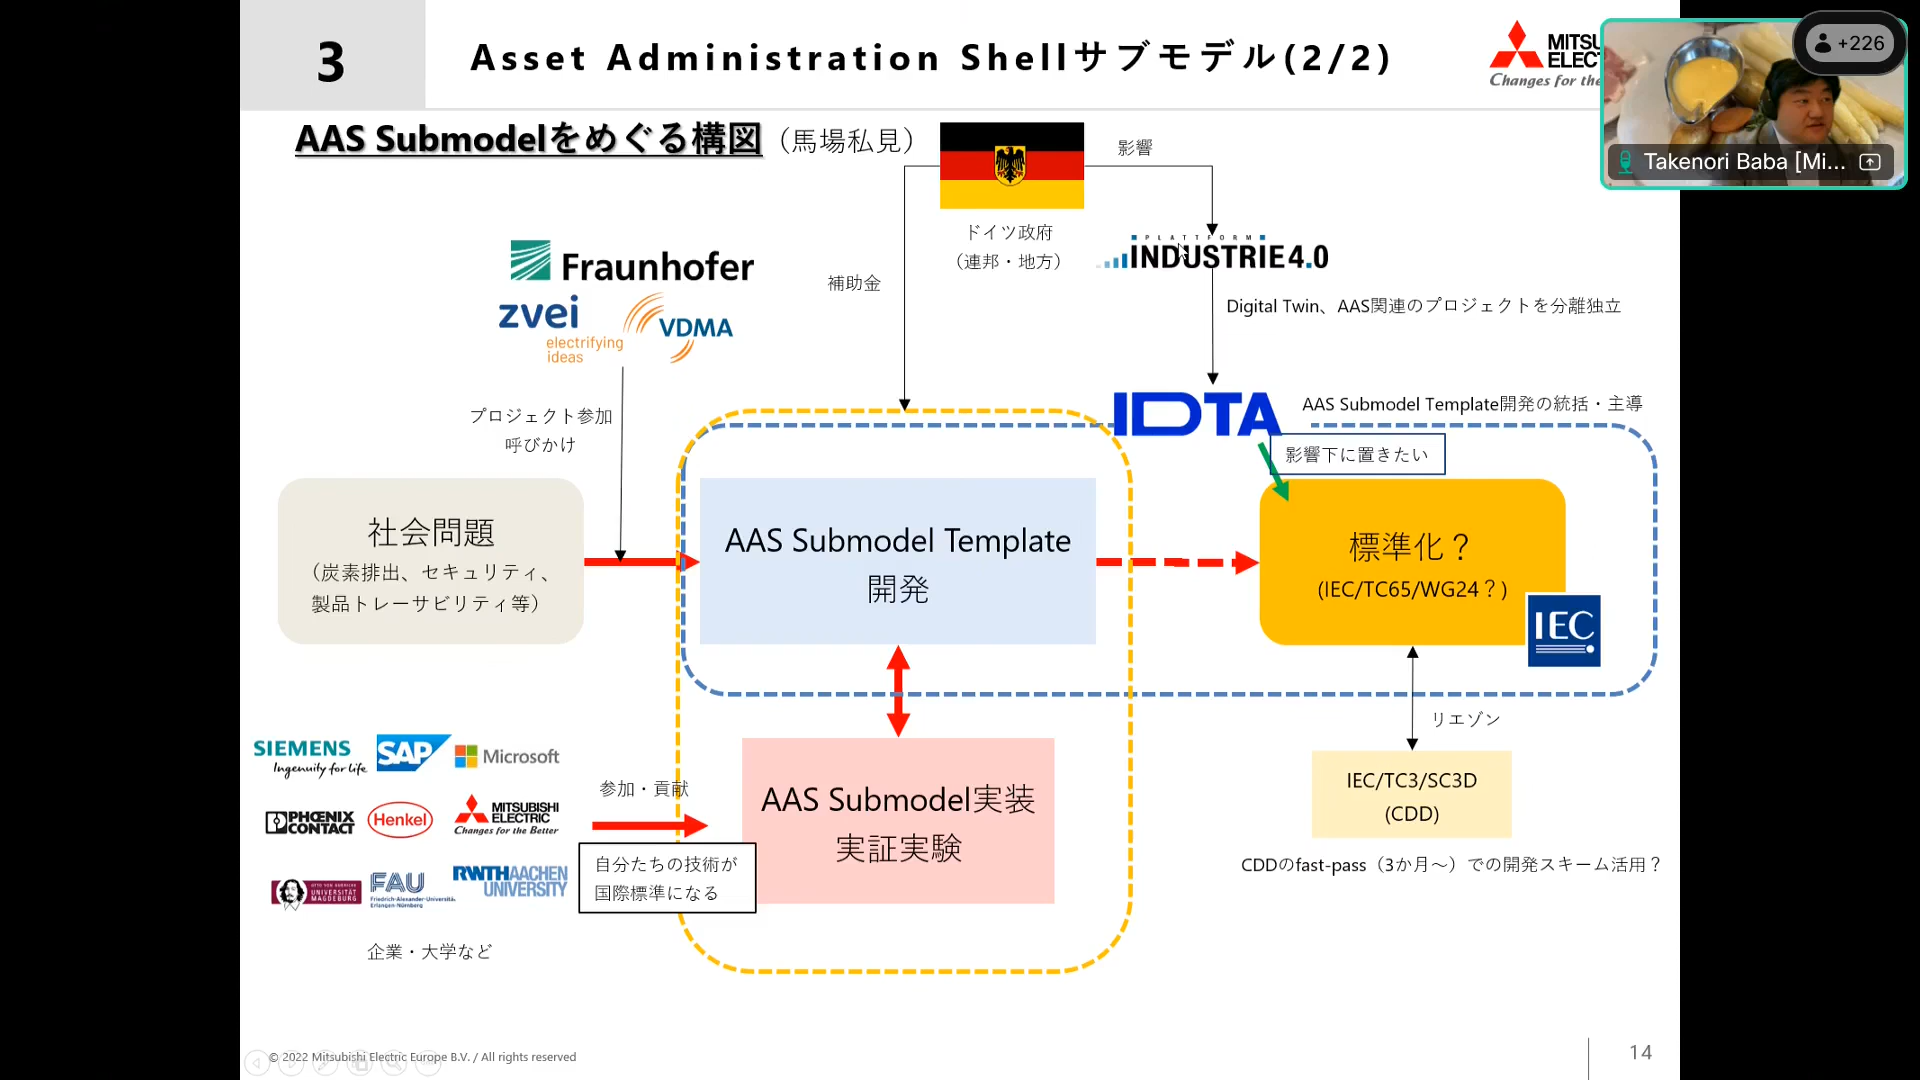 3
Asset Administration Shellサブモデル(2/2)
MITSU
ELEC
Changes for the
+226
Takenori Baba [Mi...
AAS Submodelをめぐる構図（馬場私見）
影響
ドイツ政府
（連邦・地方）
補助金
PLATTFORM
INDUSTRIE4.0
Digital Twin、AAS関連のプロジェクトを分離独立
Fraunhofer
zvei
electrifying
ideas
VDMA
プロジェクト参加
呼びかけ
IDTA
AAS Submodel Template開発の統括・主導
影響下に置きたい
社会問題
（炭素排出、セキュリティ、
製品トレーサビリティ等）
AAS Submodel Template
開発
標準化？
(IEC/TC65/WG24？)
IEC
リエゾン
IEC/TC3/SC3D
(CDD)
CDDのfast-pass（3か月～）での開発スキーム活用？
SIEMENS
Ingenuity for life
SAP
Microsoft
PHŒNIX
CONTACT
Henkel
MITSUBISHI
ELECTRIC
Changes for the Better
OTTO VON GUERICKE
UNIVERSITÄT
MAGDEBURG
FAU
Friedrich-Alexander-Universität
Erlangen-Nürnberg
RWTHAACHEN
UNIVERSITY
企業・大学など
参加・貢献
自分たちの技術が
国際標準になる
AAS Submodel実装
実証実験
© 2022 Mitsubishi Electric Europe B.V. / All rights reserved
14